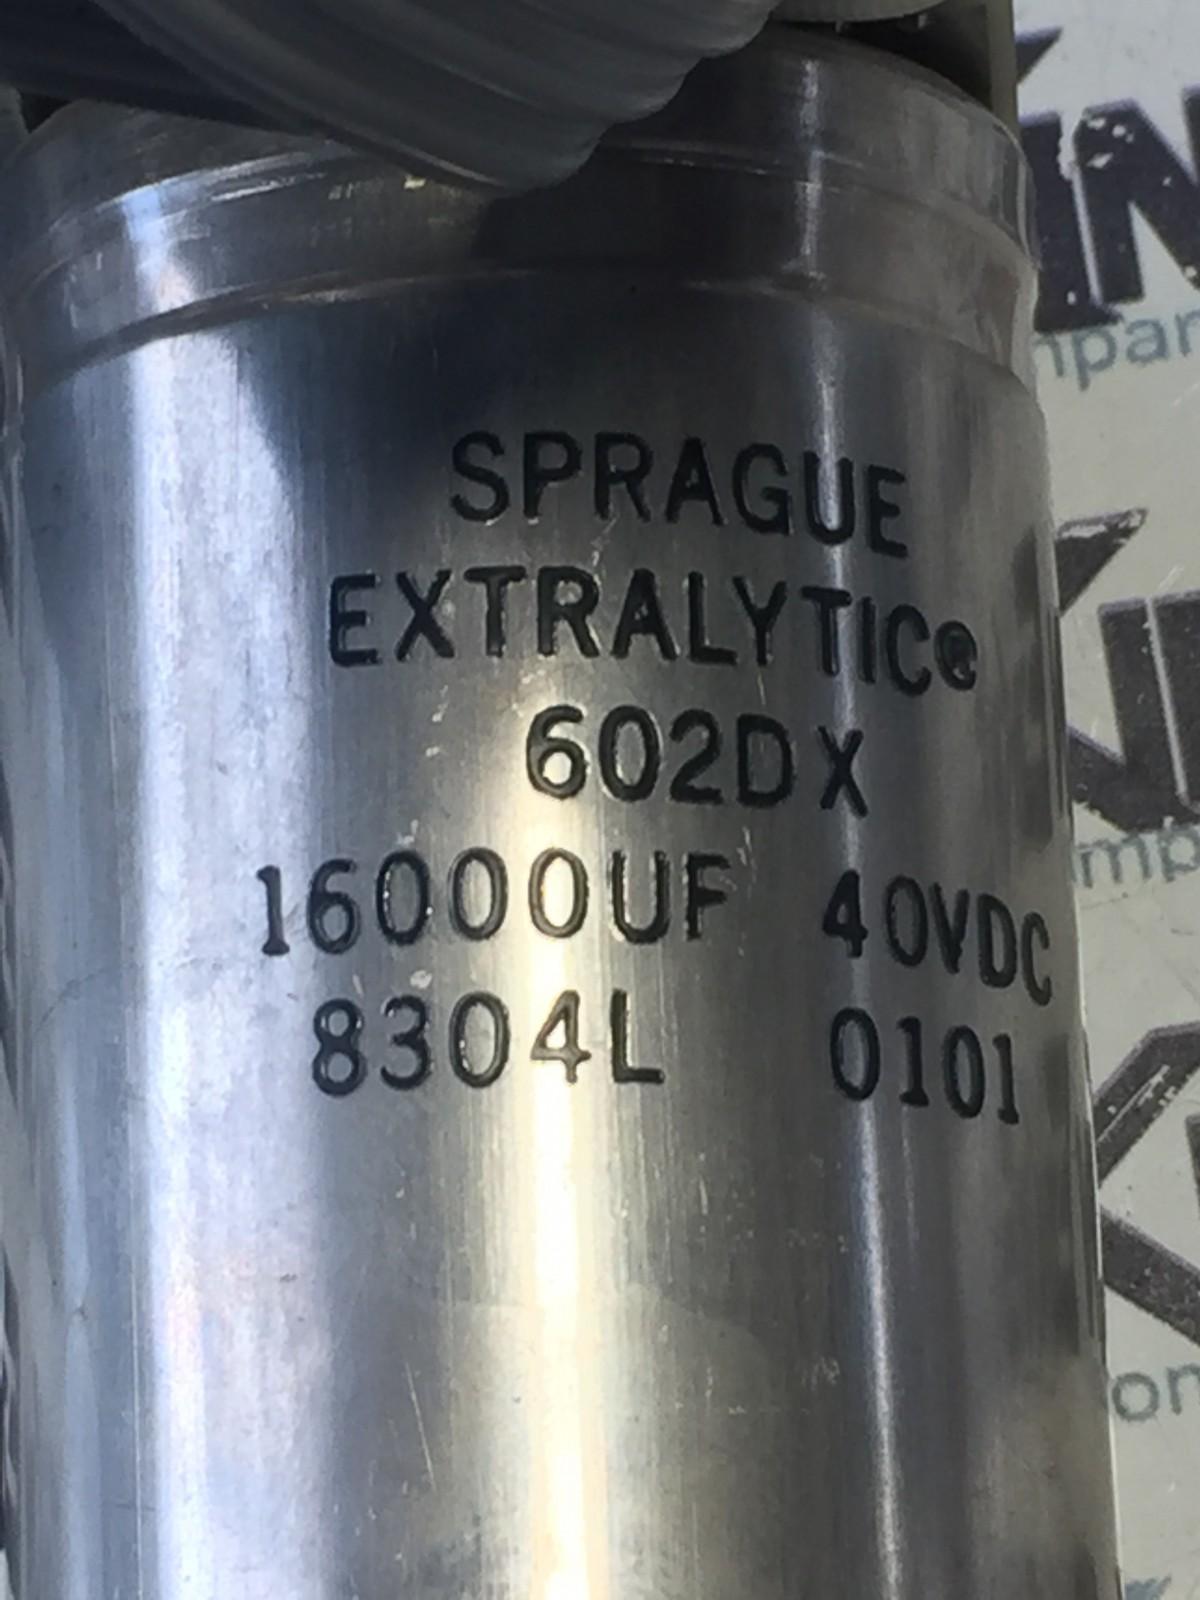 SPRAGUE
EXTRALYTIC®
602DX
16000UF 40VDC
8304L 0101